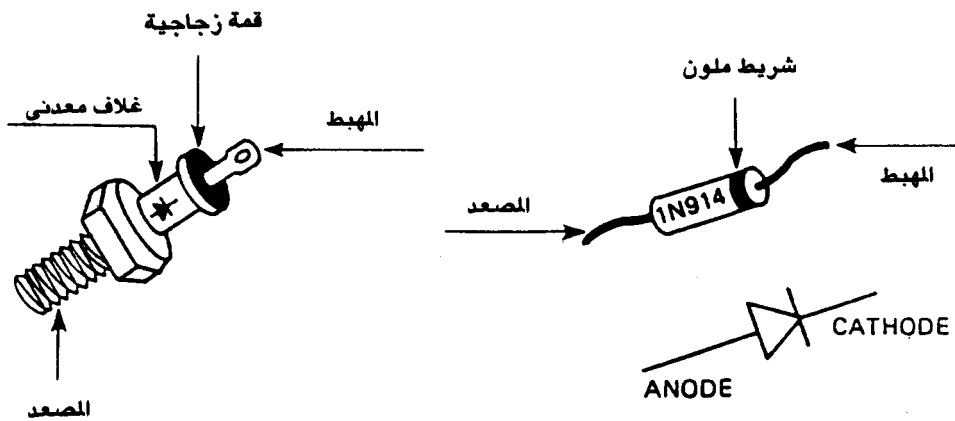 قمة زجاجية
شريط ملون
غلاف معدنى
المهبط
المهبط
1N914
المصعد
CATHODE
ANODE
المصعد